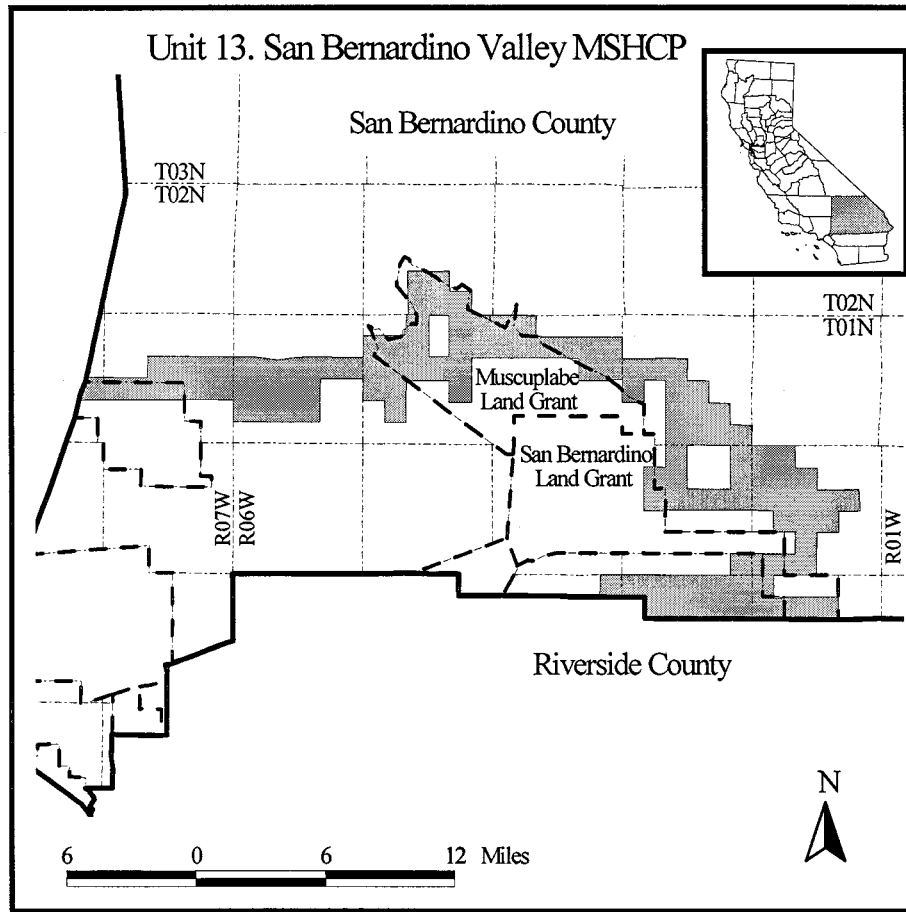 Unit 13. San Bernardino Valley MSHCP
San Bernardino County
T03N
T02N
T02N
T01N
Muscuplabe
Land Grant
San Bernardino
Land Grant
R07W
R06W
R01W
Riverside County
N
6 0 6 12 Miles